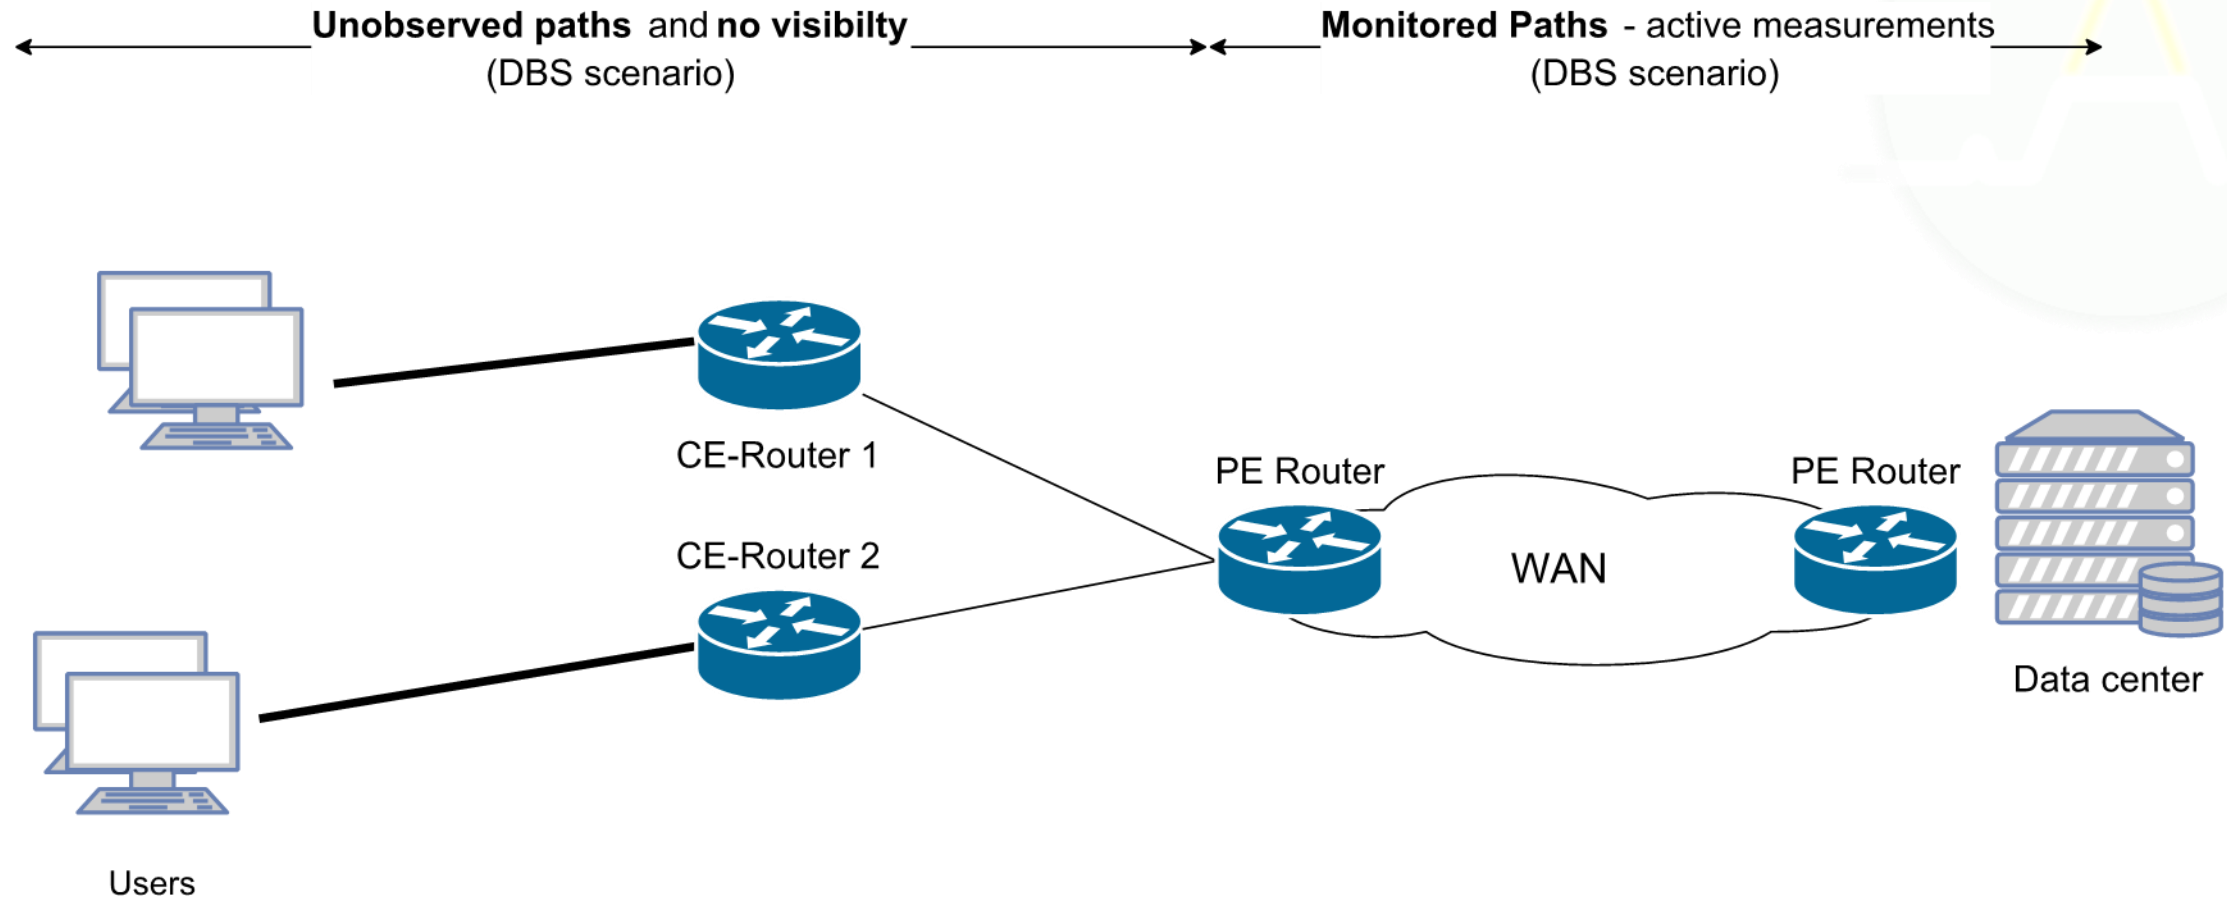 Unobserved paths and no visibilty
(DBS scenario)
Monitored Paths - active measurements
(DBS scenario)
CE-Router 1
PE Router
PE Router
CE-Router 2
WAN
Data center
Users